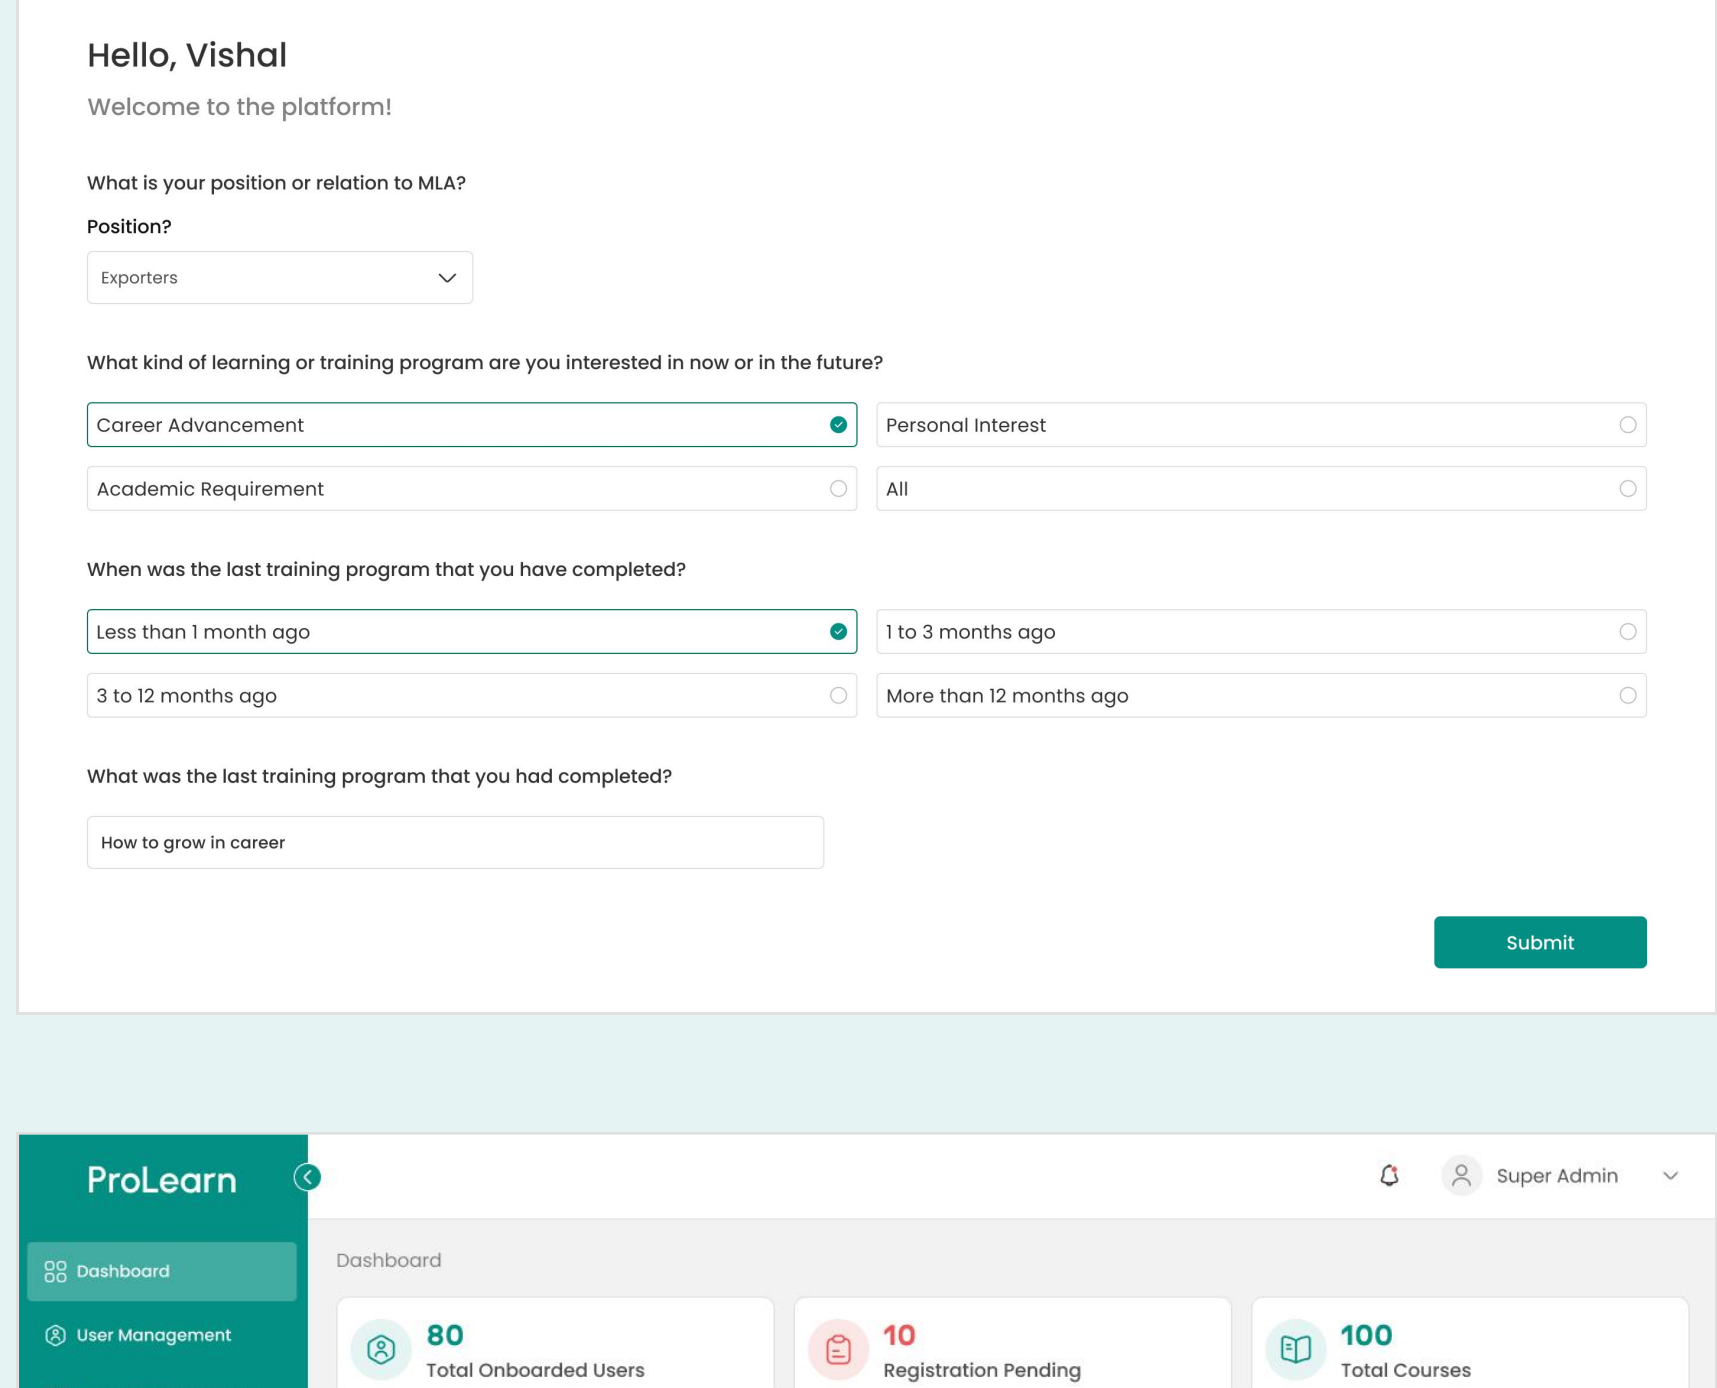 Hello, Vishal
Welcome to the platform!
What is your position or relation to MLA?
Position?
Exporters
What kind of learning or training program are you interested in now or in the future?
Career Advancement
Personal Interest
Academic Requirement
All
When was the last training program that you have completed?
Less than 1 month ago
1 to 3 months ago
3 to 12 months ago
More than 12 months ago
What was the last training program that you had completed?
How to grow in career
Submit
ProLearn
Super Admin
Dashboard
Dashboard
User Management
80
Total Onboarded Users
10
Registration Pending
100
Total Courses